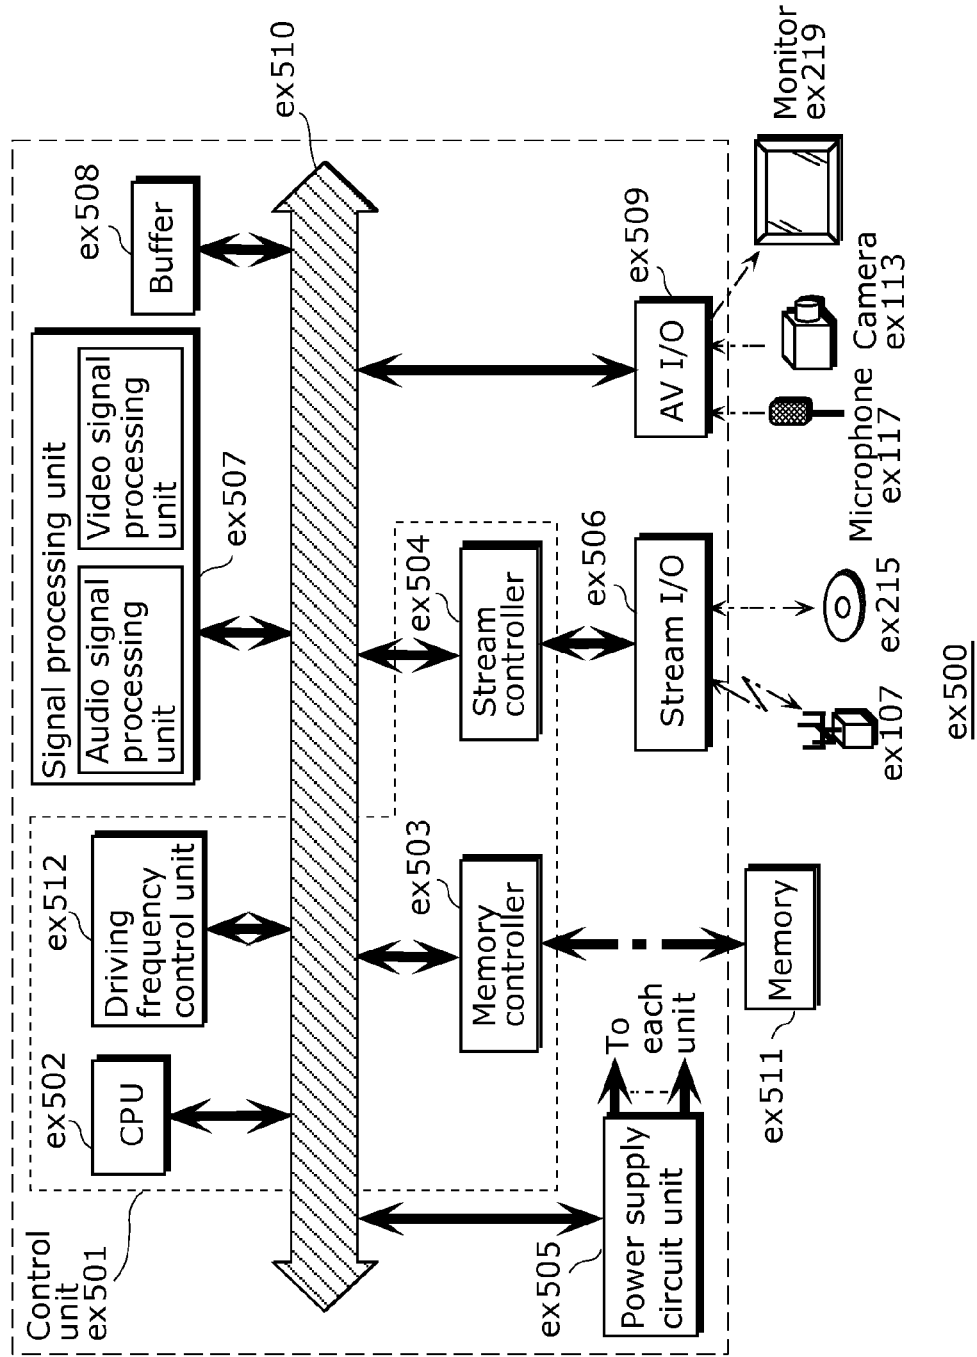 Control
unit
ex501
ex502
CPU
ex512
Driving
frequency
control unit
Signal processing unit
Audio signal
processing
unit
Video signal
processing
unit
ex507
ex508
Buffer
ex510
ex503
Memory
controller
ex504
Stream
controller
ex505
Power supply
circuit unit
To
each
unit
ex506
Stream I/O
ex509
AV I/O
ex511
Memory
ex107
ex215
Microphone
ex117
Camera
ex113
Monitor
ex219
ex500